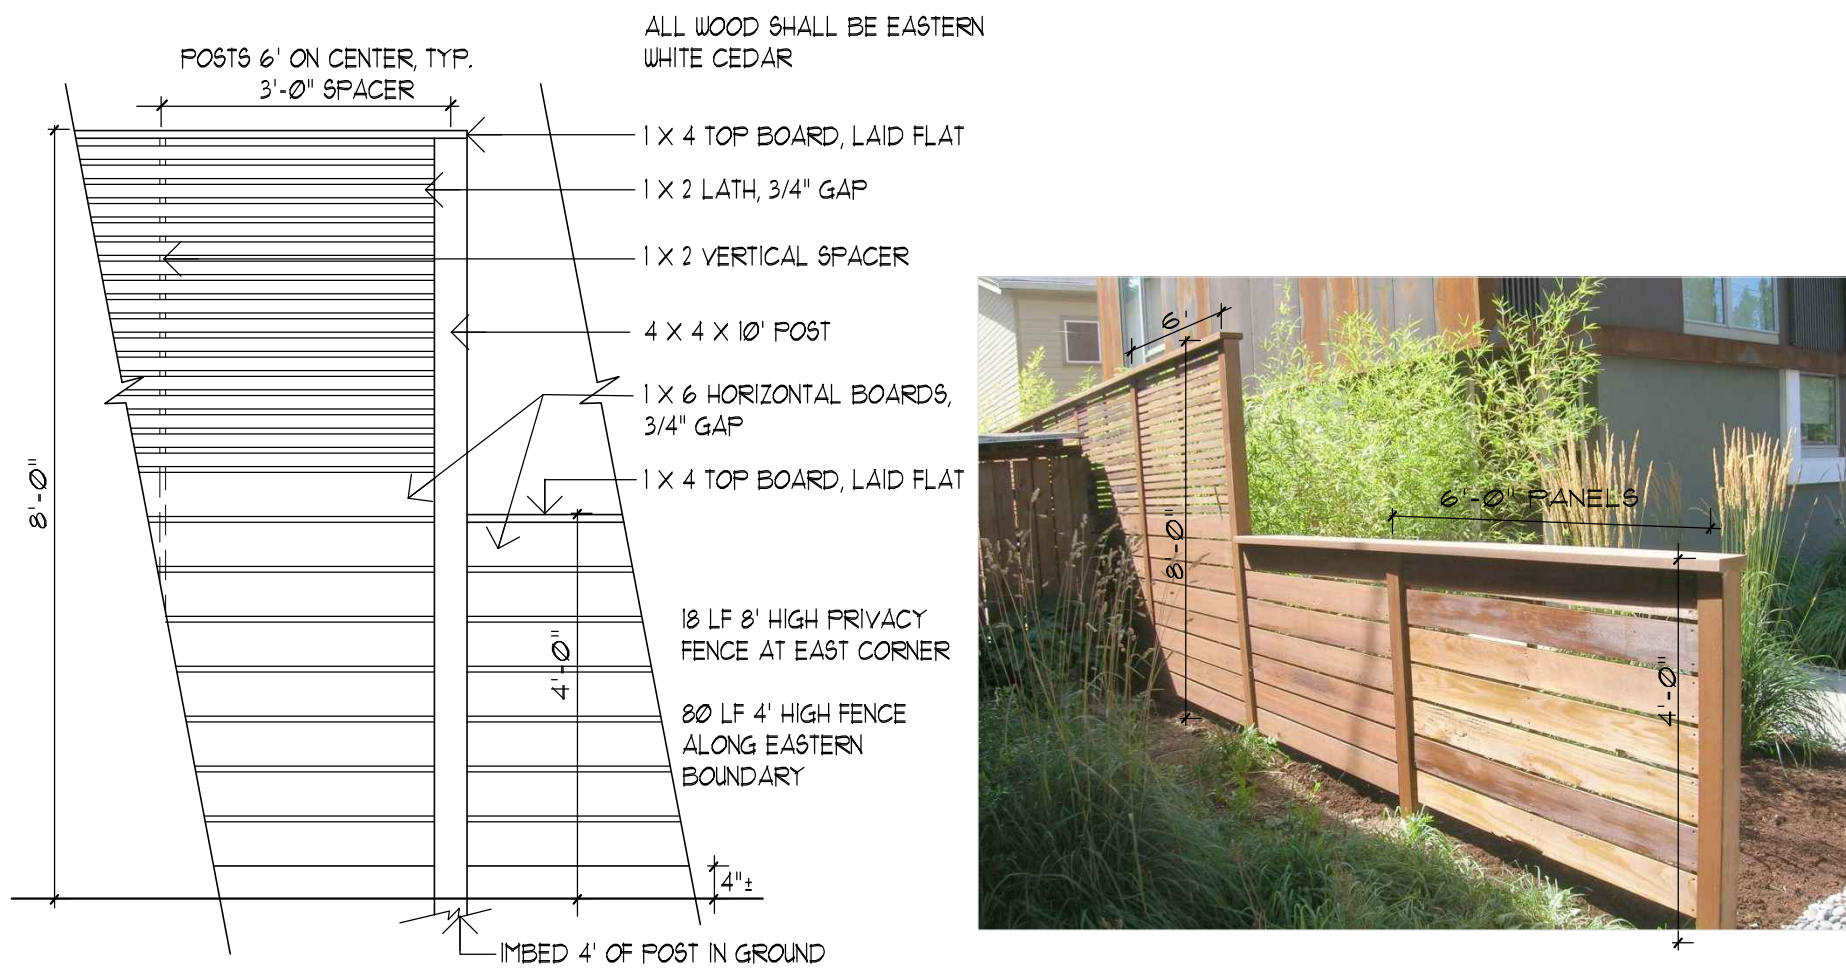 ALL WOOD SHALL BE EASTERN
WHITE CEDAR
POSTS 6' ON CENTER, TYP.
3'-0" SPACER
1 X 4 TOP BOARD, LAID FLAT
1 X 2 LATH, 3/4" GAP
1 X 2 VERTICAL SPACER
4 X 4 X 10' POST
1 X 6 HORIZONTAL BOARDS,
3/4" GAP
1 X 4 TOP BOARD, LAID FLAT
8'-0"
18 LF 8' HIGH PRIVACY
FENCE AT EAST CORNER
4'-0"
80 LF 4' HIGH FENCE
ALONG EASTERN
BOUNDARY
4"±
IMBED 4' OF POST IN GROUND
6'
8'-0"
6'-0" PANELS
4'-0"